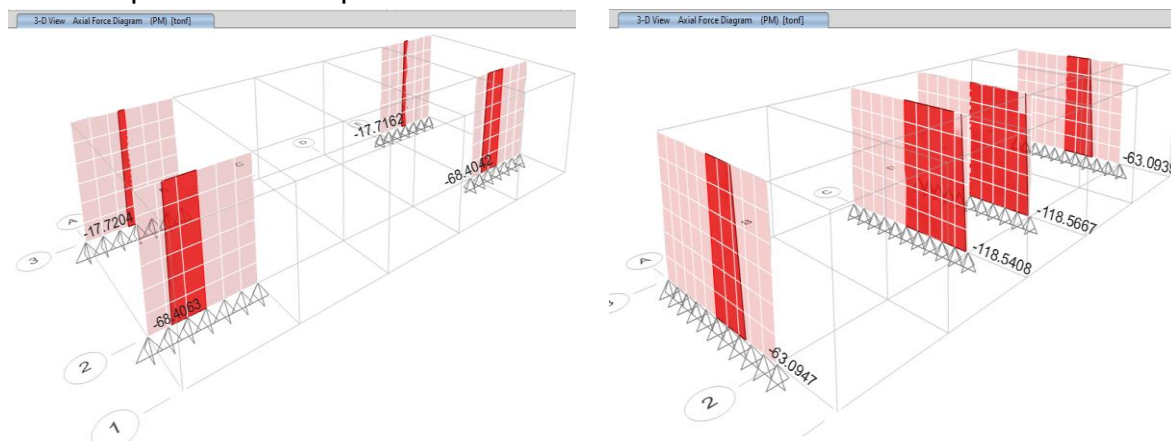 3-D View Axial Force Diagram (PM) [tonf]
-17.7162
E
D
C
-68.4042
A
-17.7204
3
-68.4063
2
1
3-D View Axial Force Diagram (PM) [tonf]
-63.0939
C
-118.5667
-118.5408
A
-63.0947
2